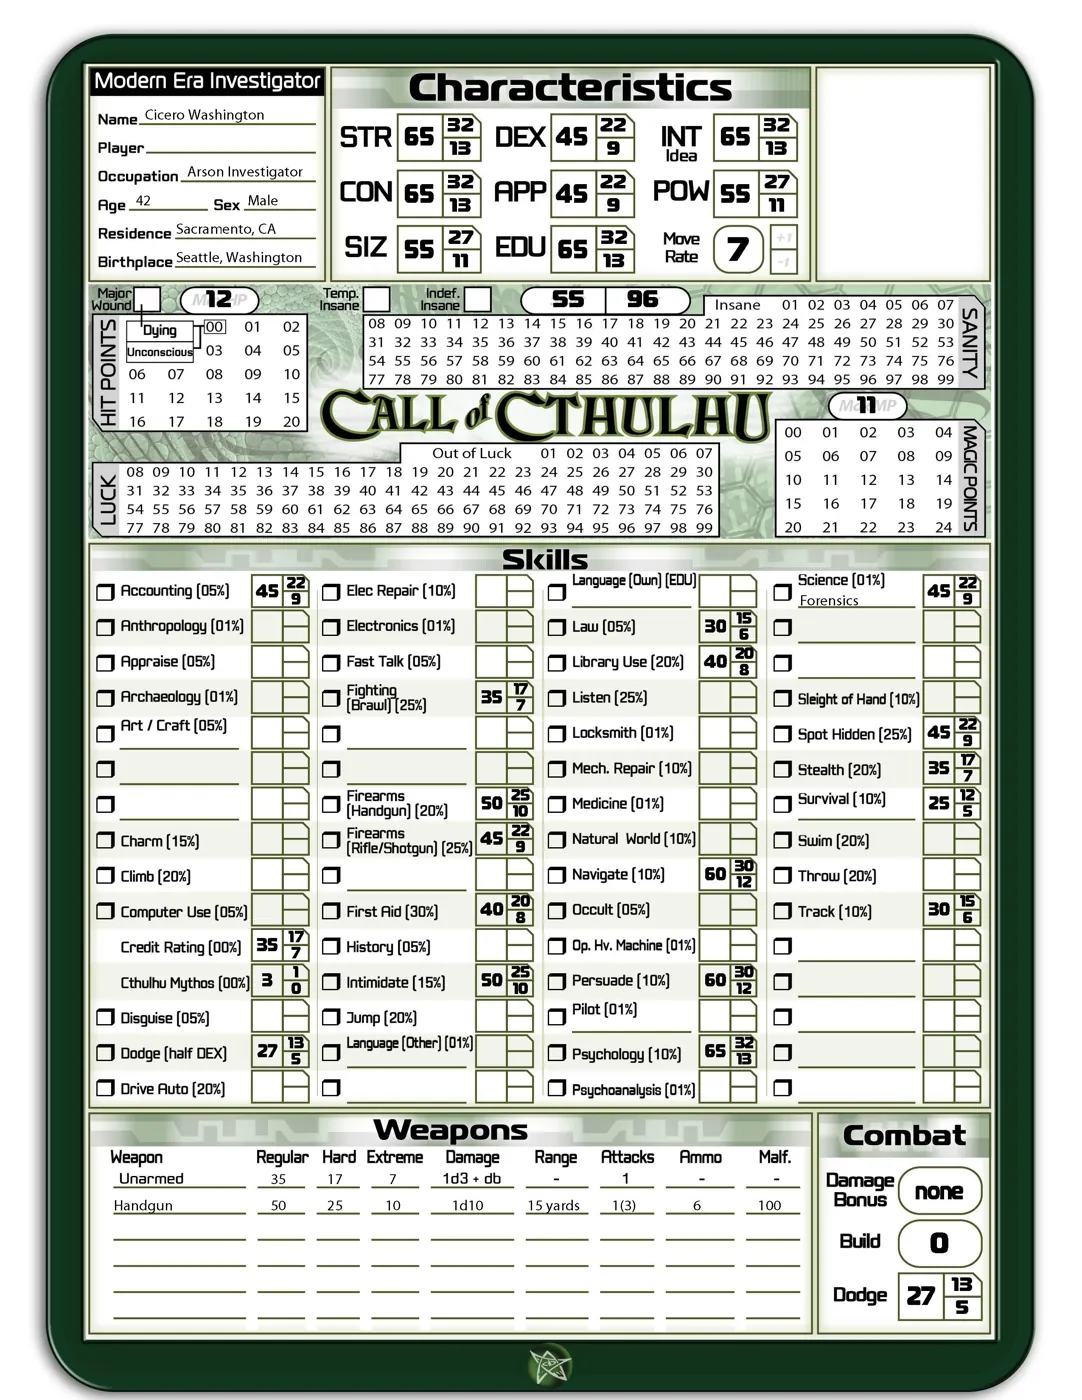 Modern Era Investigator
Name Cicero Washington
Player
Occupation Arson Investigator
Age 42 Sex Male
Residence Sacramento, CA
Birthplace Seattle, Washington
Characteristics
STR 65 32 13 DEX 45 22 9 INT Idea 65 32 13
CON 65 32 13 APP 45 22 9 POW 55 27 11
SIZ 55 27 11 EDU 65 32 13 Move Rate 7 +1 -1
Major Wound 12
HIT POINTS
Dying 00 01 02
Unconscious 03 04 05
06 07 08 09 10
11 12 13 14 15
16 17 18 19 20
Temp. Insane Indef. Insane 55 96
SANITY
Insane 01 02 03 04 05 06 07
08 09 10 11 12 13 14 15 16 17 18 19 20 21 22 23 24 25 26 27 28 29 30
31 32 33 34 35 36 37 38 39 40 41 42 43 44 45 46 47 48 49 50 51 52 53
54 55 56 57 58 59 60 61 62 63 64 65 66 67 68 69 70 71 72 73 74 75 76
77 78 79 80 81 82 83 84 85 86 87 88 89 90 91 92 93 94 95 96 97 98 99
CALL of CTHULHU
LUCK
Out of Luck 01 02 03 04 05 06 07
08 09 10 11 12 13 14 15 16 17 18 19 20 21 22 23 24 25 26 27 28 29 30
31 32 33 34 35 36 37 38 39 40 41 42 43 44 45 46 47 48 49 50 51 52 53
54 55 56 57 58 59 60 61 62 63 64 65 66 67 68 69 70 71 72 73 74 75 76
77 78 79 80 81 82 83 84 85 86 87 88 89 90 91 92 93 94 95 96 97 98 99
11
MAGIC POINTS
00 01 02 03 04
05 06 07 08 09
10 11 12 13 14
15 16 17 18 19
20 21 22 23 24
Skills
Accounting (05%) 45 22 9
Anthropology (01%)
Appraise (05%)
Archaeology (01%)
Art / Craft (05%)
Charm (15%)
Climb (20%)
Computer Use (05%)
Credit Rating (00%) 35 17 7
Cthulhu Mythos (00%) 3 1 0
Disguise (05%)
Dodge (half DEX) 27 13 5
Drive Auto (20%)
Elec Repair (10%)
Electronics (01%)
Fast Talk (05%)
Fighting (Brawl) (25%) 35 17 7
Firearms (Handgun) (20%) 50 25 10
Firearms (Rifle/Shotgun) (25%) 45 22 9
First Aid (30%) 40 20 8
History (05%)
Intimidate (15%) 50 25 10
Jump (20%)
Language (Other) (01%)
Language (Own) (EDU)
Law (05%) 30 15 6
Library Use (20%) 40 20 8
Listen (25%)
Locksmith (01%)
Mech. Repair (10%)
Medicine (01%)
Natural World (10%)
Navigate (10%) 60 30 12
Occult (05%)
Op. Hv. Machine (01%)
Persuade (10%) 60 30 12
Pilot (01%)
Psychology (10%) 65 32 13
Psychoanalysis (01%)
Science (01%) 45 22 9
Forensics
Sleight of Hand (10%)
Spot Hidden (25%) 45 22 9
Stealth (20%) 35 17 7
Survival (10%) 25 12 5
Swim (20%)
Throw (20%)
Track (10%) 30 15 6
Weapons
Weapon Regular Hard Extreme Damage Range Attacks Ammo Malf.
Unarmed 35 17 7 1d3 + db - 1 - -
Handgun 50 25 10 1d10 15 yards 1(3) 6 100
Combat
Damage Bonus none
Build 0
Dodge 27 13 5